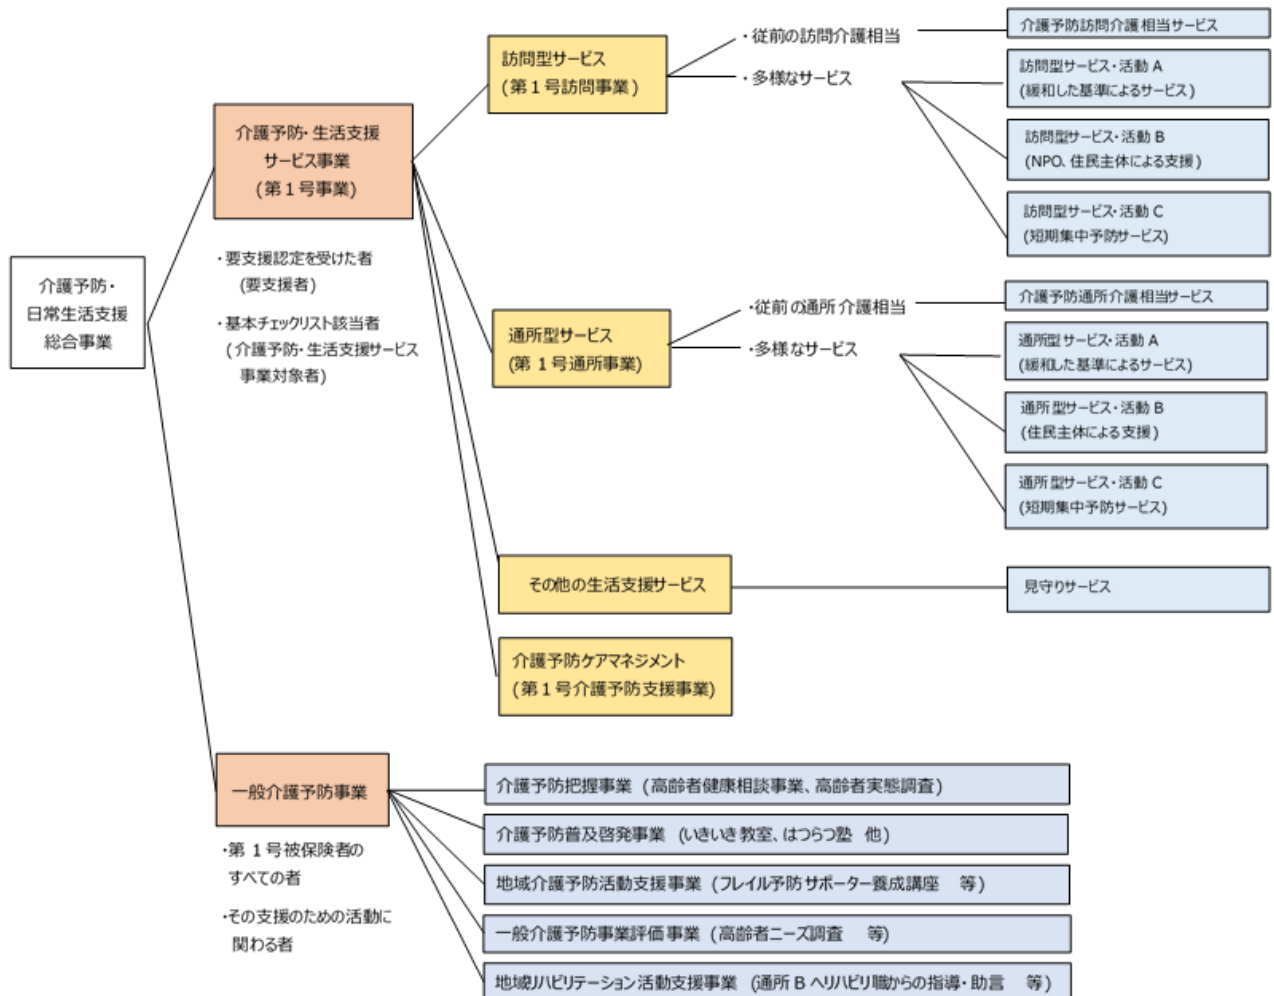 介護予防・
日常生活支援
総合事業
介護予防・生活支援
サービス事業
(第1号事業)
・要支援認定を受けた者
(要支援者)
・基本チェックリスト該当者
(介護予防・生活支援サービス
事業対象者)
訪問型サービス
(第1号訪問事業)
・従前の訪問介護相当
・多様なサービス
介護予防訪問介護相当サービス
訪問型サービス・活動 A
(緩和した基準によるサービス)
訪問型サービス・活動 B
(NPO、住民主体による支援)
訪問型サービス・活動 C
(短期集中予防サービス)
通所型サービス
(第1号通所事業)
・従前の通所介護相当
・多様なサービス
介護予防通所介護相当サービス
通所型サービス・活動 A
(緩和した基準によるサービス)
通所型サービス・活動 B
(住民主体による支援)
通所型サービス・活動 C
(短期集中予防サービス)
その他の生活支援サービス
見守りサービス
介護予防ケアマネジメント
(第1号介護予防支援事業)
一般介護予防事業
・第1号被保険者の
すべての者
・その支援のための活動に
関わる者
介護予防把握事業 (高齢者健康相談事業、高齢者実態調査)
介護予防普及啓発事業 (いきいき教室、はつらつ塾 他)
地域介護予防活動支援事業 (フレイル予防サポーター養成講座 等)
一般介護予防事業評価事業 (高齢者ニーズ調査 等)
地域リハビリテーション活動支援事業 (通所 B へリハビリ職からの指導・助言 等)